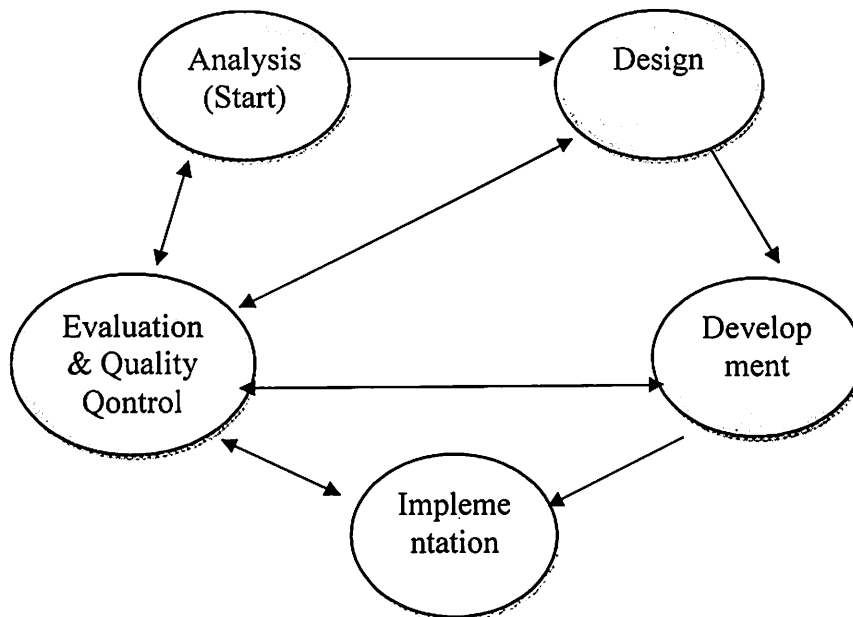 Analysis
(Start)
Design
Evaluation
& Quality
Qontrol
Develop
ment
Impleme
ntation